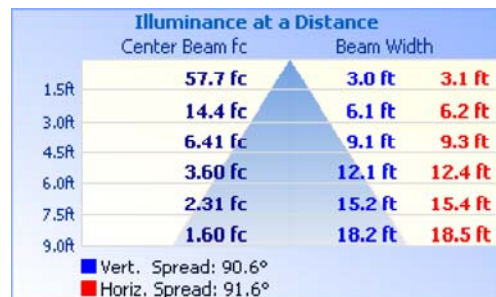 Illuminance at a Distance
Center Beam fc Beam Width
57.7 fc 3.0 ft 3.1 ft
1.5ft
14.4 fc 6.1 ft 6.2 ft
3.0ft
6.41 fc 9.1 ft 9.3 ft
4.5ft
3.60 fc 12.1 ft 12.4 ft
6.0ft
2.31 fc 15.2 ft 15.4 ft
7.5ft
1.60 fc 18.2 ft 18.5 ft
9.0ft
Vert. Spread: 90.6°
Horiz. Spread: 91.6°